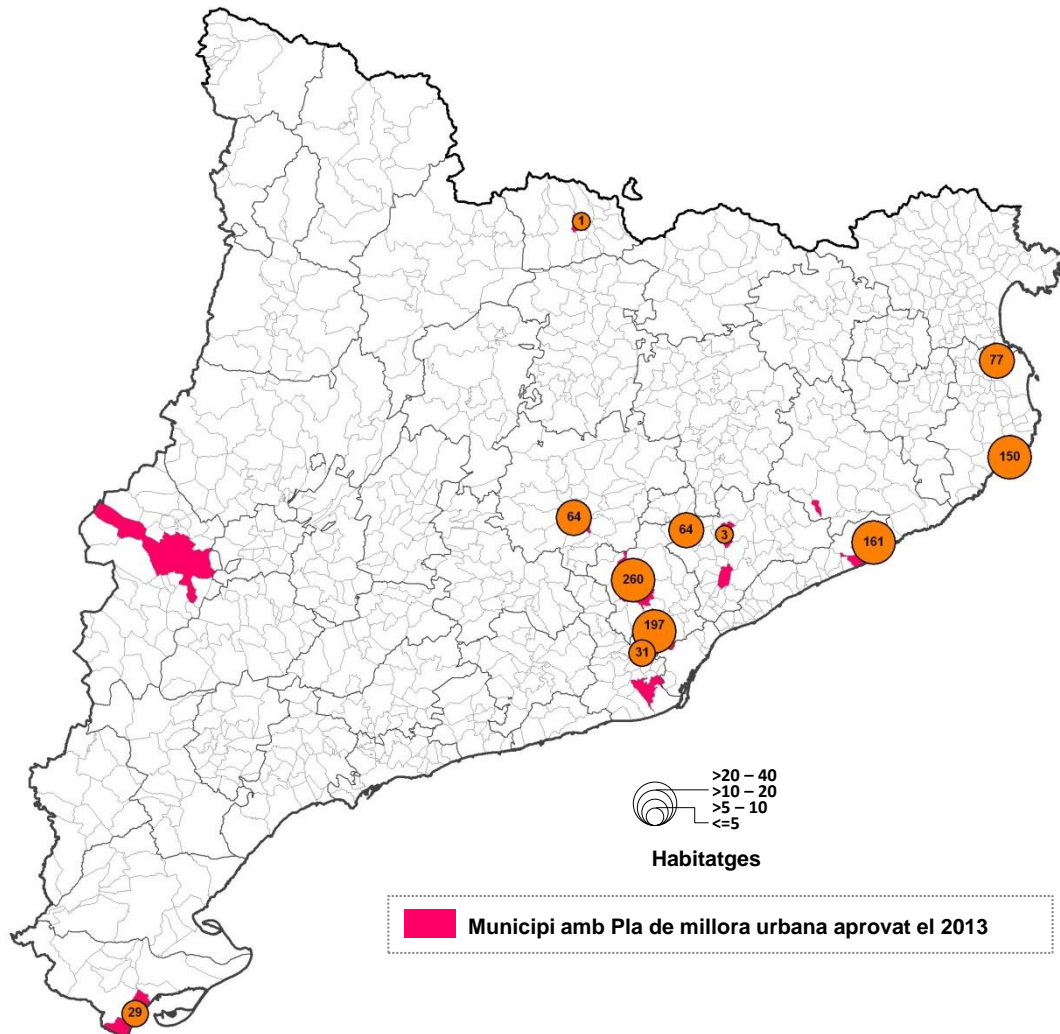 1
77
150
64
64
3
161
260
197
31
>20 – 40
>10 – 20
>5 – 10
<=5
Habitatges
Municipi amb Pla de millora urbana aprovat el 2013
29